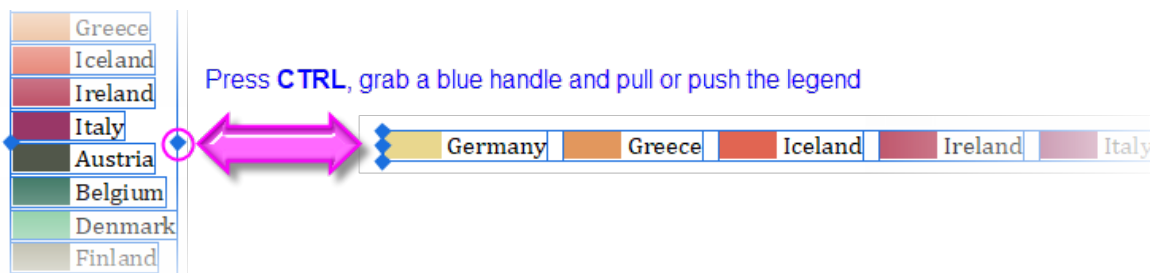 Greece
Iceland
Ireland
Italy
Austria
Belgium
Denmark
Finland
Press CTRL, grab a blue handle and pull or push the legend
Germany Greece Iceland Ireland Italy